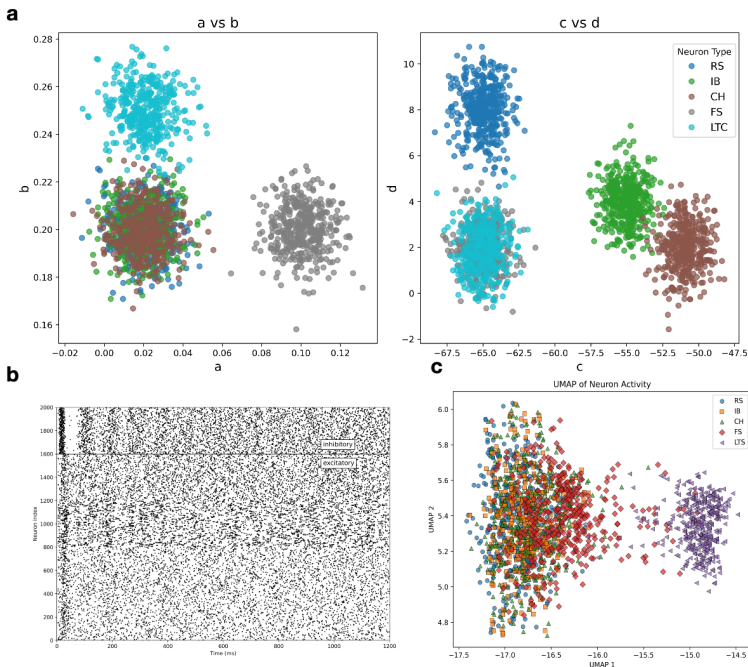 a
a vs b
c vs d
0.28
0.26
0.24
0.22
0.20
0.18
0.16
b
−0.02
0.00
0.02
0.04
0.06
0.08
0.10
0.12
a
10
8
6
4
2
0
−2
d
−67.5
−65.0
−62.5
−60.0
−57.5
−55.0
−52.5
−50.0
−47.5
c
Neuron Type
RS
IB
CH
FS
LTC
b
2000
1800
1600
1400
1200
1000
800
600
400
200
0
Neuron index
inhibitory
excitatory
0
200
400
600
800
1000
1200
Time (ms)
c
UMAP of Neuron Activity
6.0
5.8
5.6
5.4
5.2
5.0
4.8
UMAP 2
−17.5
−17.0
−16.5
−16.0
−15.5
−15.0
−14.5
UMAP 1
RS
IB
CH
FS
LTS